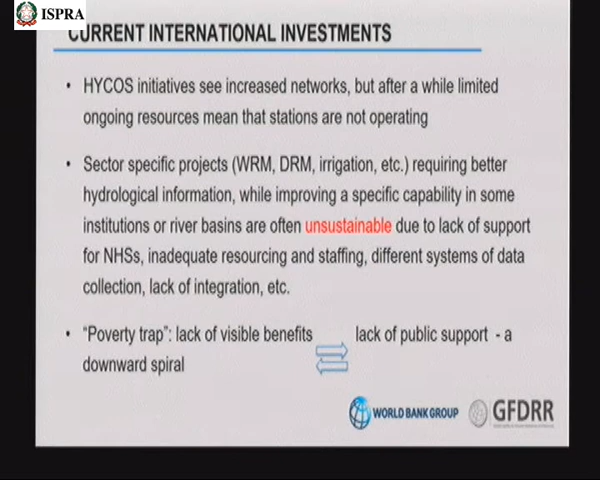 ISPRA
CURRENT INTERNATIONAL INVESTMENTS
• HYCOS initiatives see increased networks, but after a while limited
ongoing resources mean that stations are not operating
• Sector specific projects (WRM, DRM, irrigation, etc.) requiring better
hydrological information, while improving a specific capability in some
institutions or river basins are often unsustainable due to lack of support
for NHSs, inadequate resourcing and staffing, different systems of data
collection, lack of integration, etc.
• “Poverty trap”: lack of visible benefits lack of public support - a
downward spiral
WORLD BANK GROUP GFDRR